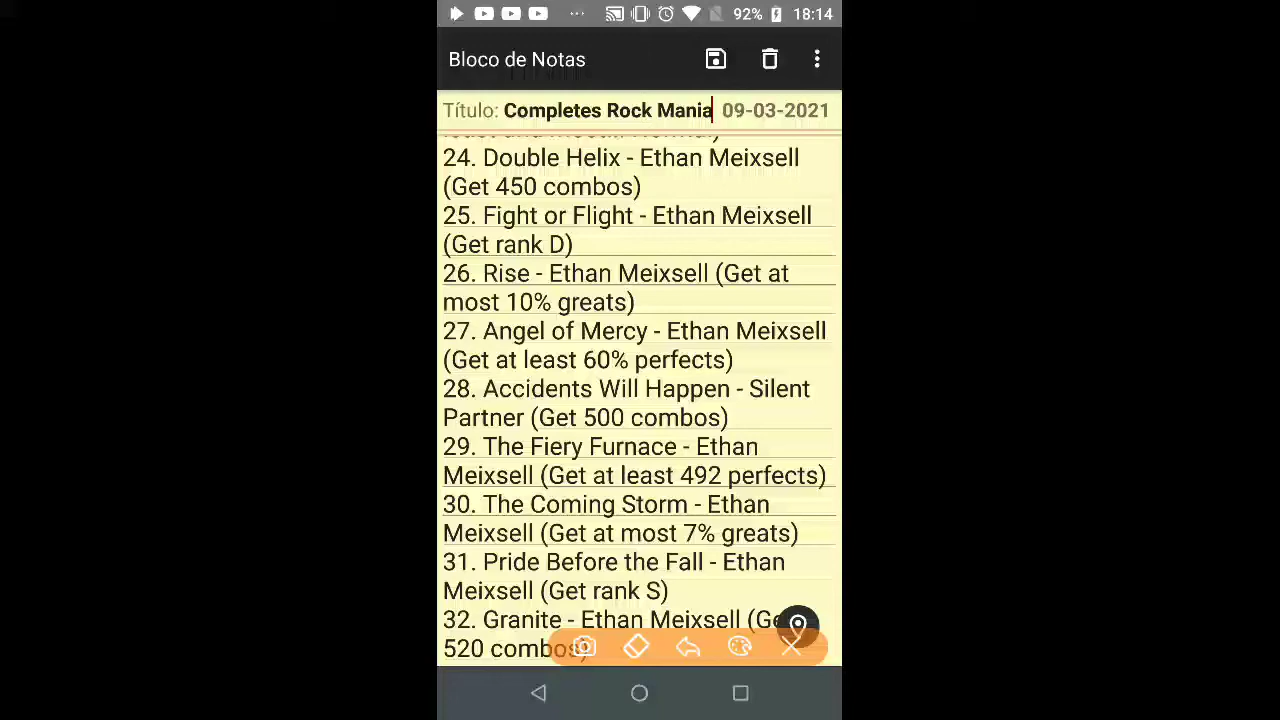 92% 18:14
Bloco de Notas
Título: Completes Rock Mania 09-03-2021
24. Double Helix - Ethan Meixsell
(Get 450 combos)
25. Fight or Flight - Ethan Meixsell
(Get rank D)
26. Rise - Ethan Meixsell (Get at
most 10% greats)
27. Angel of Mercy - Ethan Meixsell
(Get at least 60% perfects)
28. Accidents Will Happen - Silent
Partner (Get 500 combos)
29. The Fiery Furnace - Ethan
Meixsell (Get at least 492 perfects)
30. The Coming Storm - Ethan
Meixsell (Get at most 7% greats)
31. Pride Before the Fall - Ethan
Meixsell (Get rank S)
32. Granite - Ethan Meixsell
520 combos)